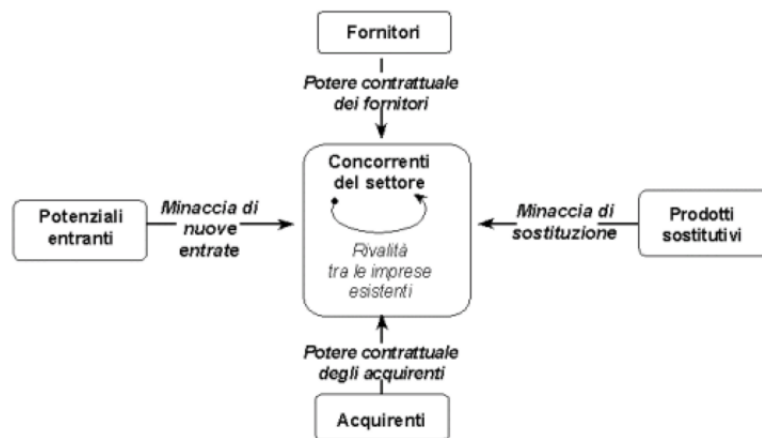 Fornitori
Potere contrattuale
dei fornitori
Concorrenti
del settore
Potenziali
entranti
Minaccia di
nuove
entrate
Minaccia di
sostituzione
Prodotti
sostitutivi
Rivalità
tra le imprese
esistenti
Potere contrattuale
degli acquirenti
Acquirenti